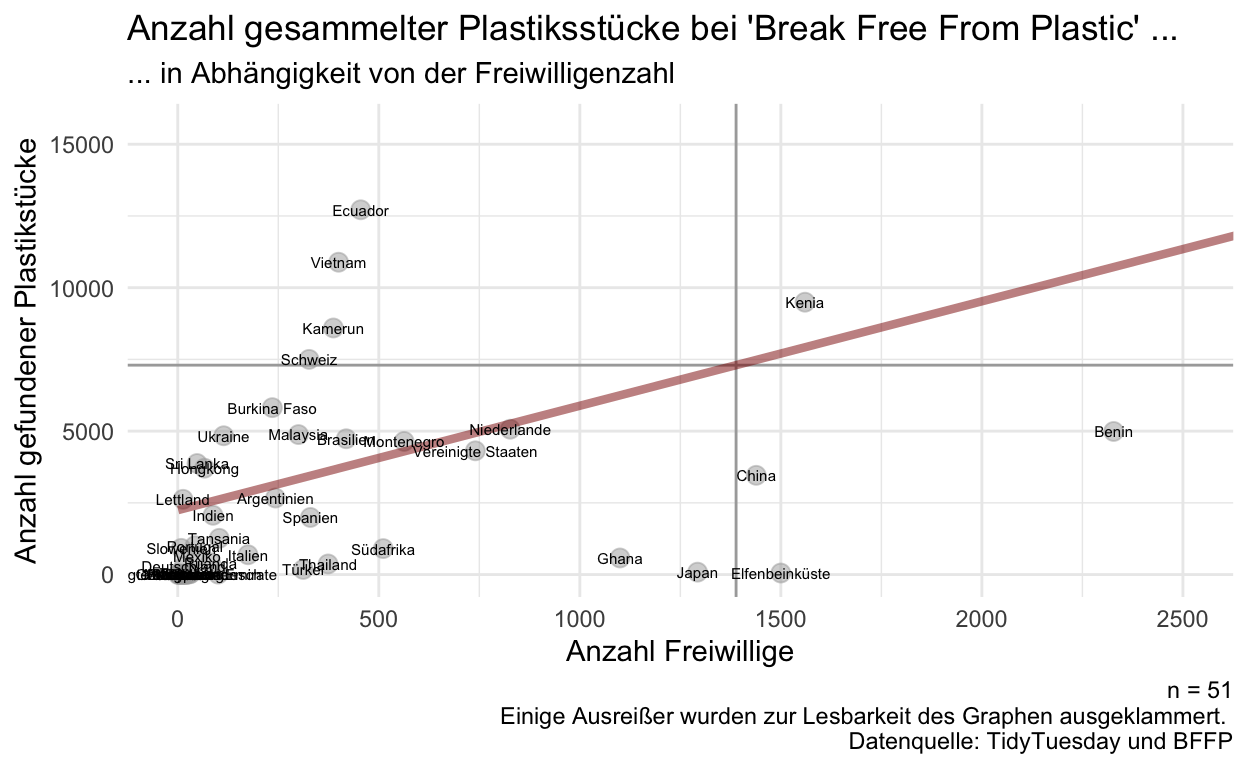 Anzahl gesammelter Plastiksstücke bei 'Break Free From Plastic' ...
... in Abhängigkeit von der Freiwilligenzahl
Anzahl gefundener Plastikstücke
15000
10000
5000
0
Ecuador
Vietnam
Kenia
Kamerun
Schweiz
Burkina Faso
Ukraine
Malaysia
Brasilien
Montenegro
Niederlande
Vereinigte Staaten
Benin
Sri Lanka
Hongkong
China
Lettland
Argentinien
Indien
Spanien
Tansania
Portugal
Slowenien
Mexiko
Italien
Südafrika
Deutschland
Thailand
Türkei
Ghana
Japan
Elfenbeinküste
0
500
1000
1500
2000
2500
Anzahl Freiwillige
n = 51
Einige Ausreißer wurden zur Lesbarkeit des Graphen ausgeklammert.
Datenquelle: TidyTuesday und BFFP